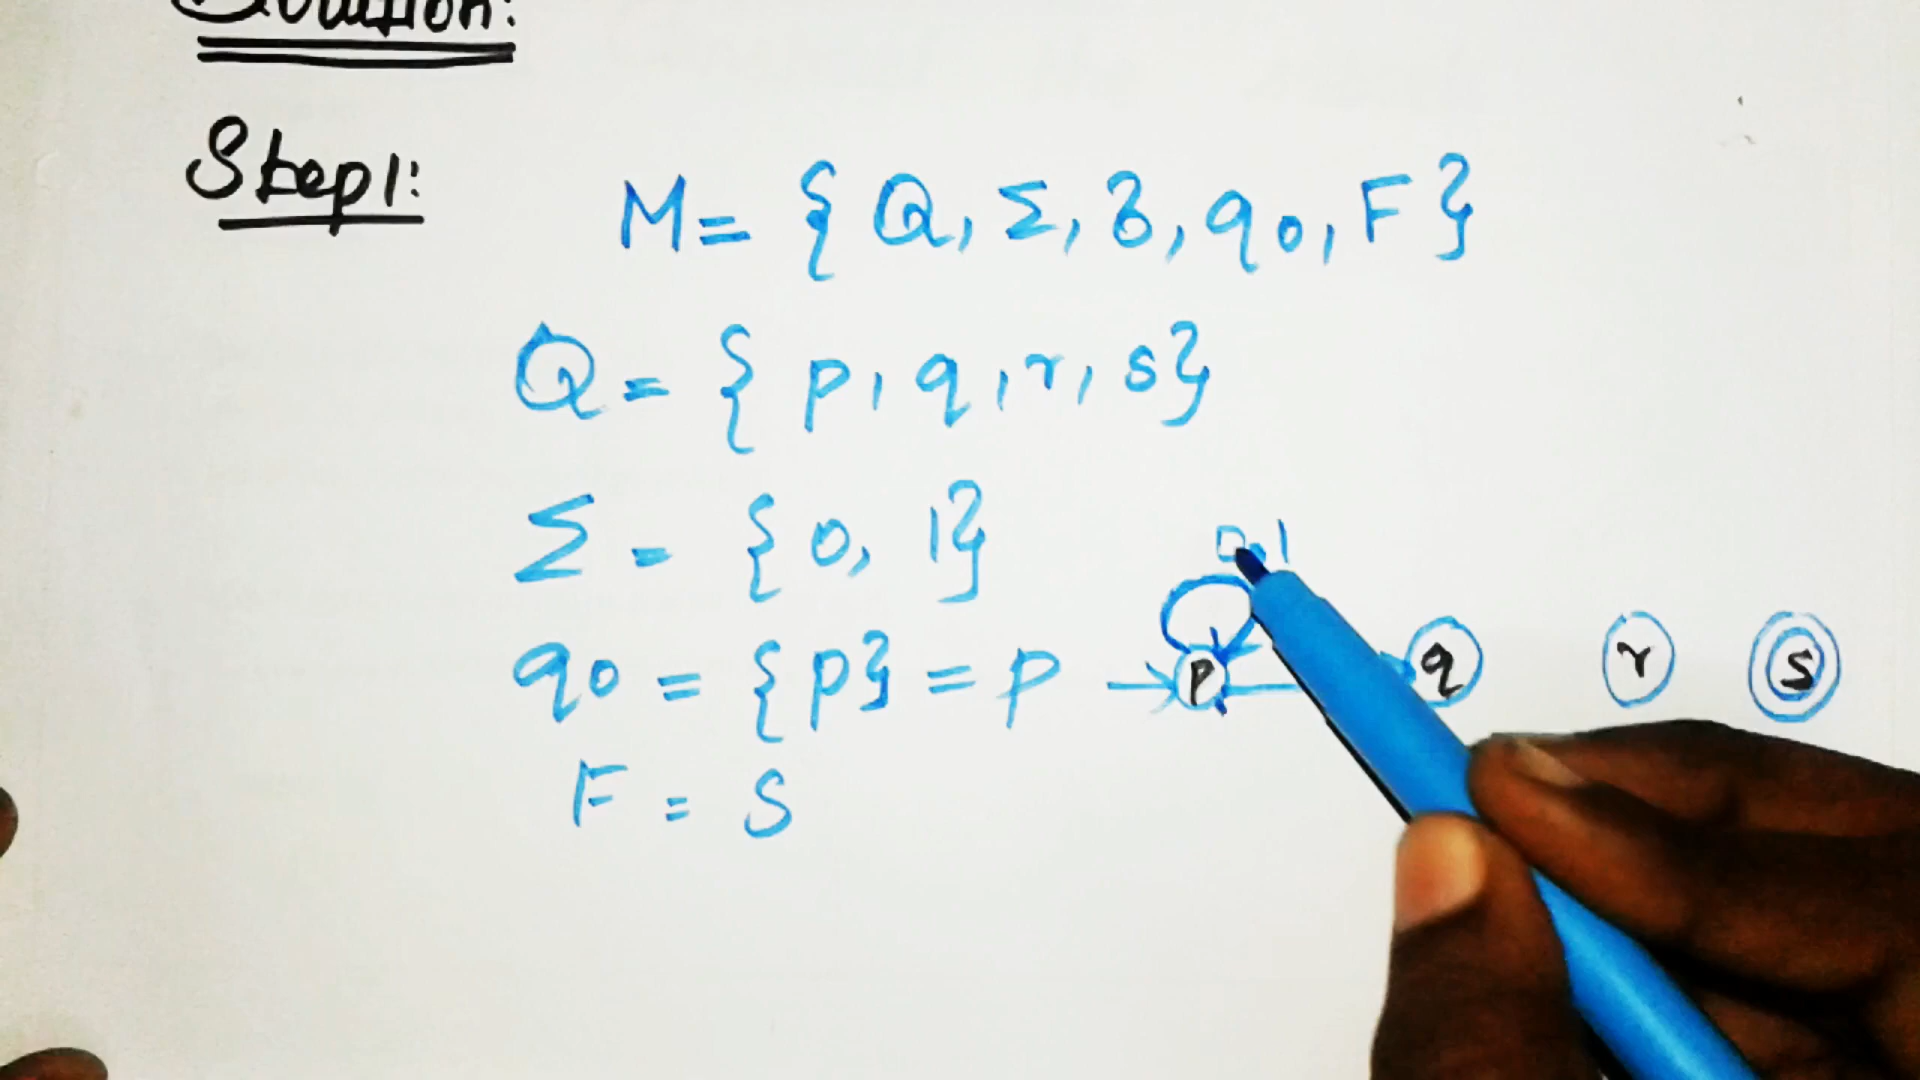 Solution:
Step1:
M = { Q, Σ, δ, q0, F }
Q = { p, q, r, s}
Σ = { 0, 1}
0,1
q0 = {p} = p
p q r s
F = S